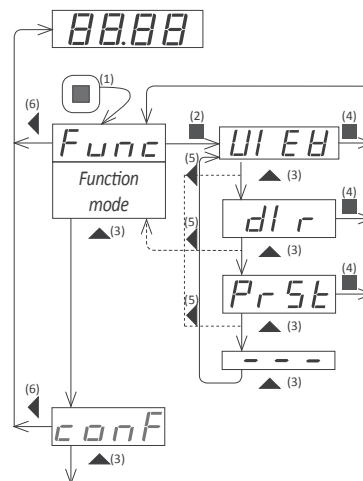 88.88
(1)
(6)
(2)
(4)
Func
VIEW
Function
mode
(5)
(3)
(4)
dIr
(3)
(5)
(3)
(4)
PrSt
(5)
(3)
---
(6)
(3)
conF
(3)